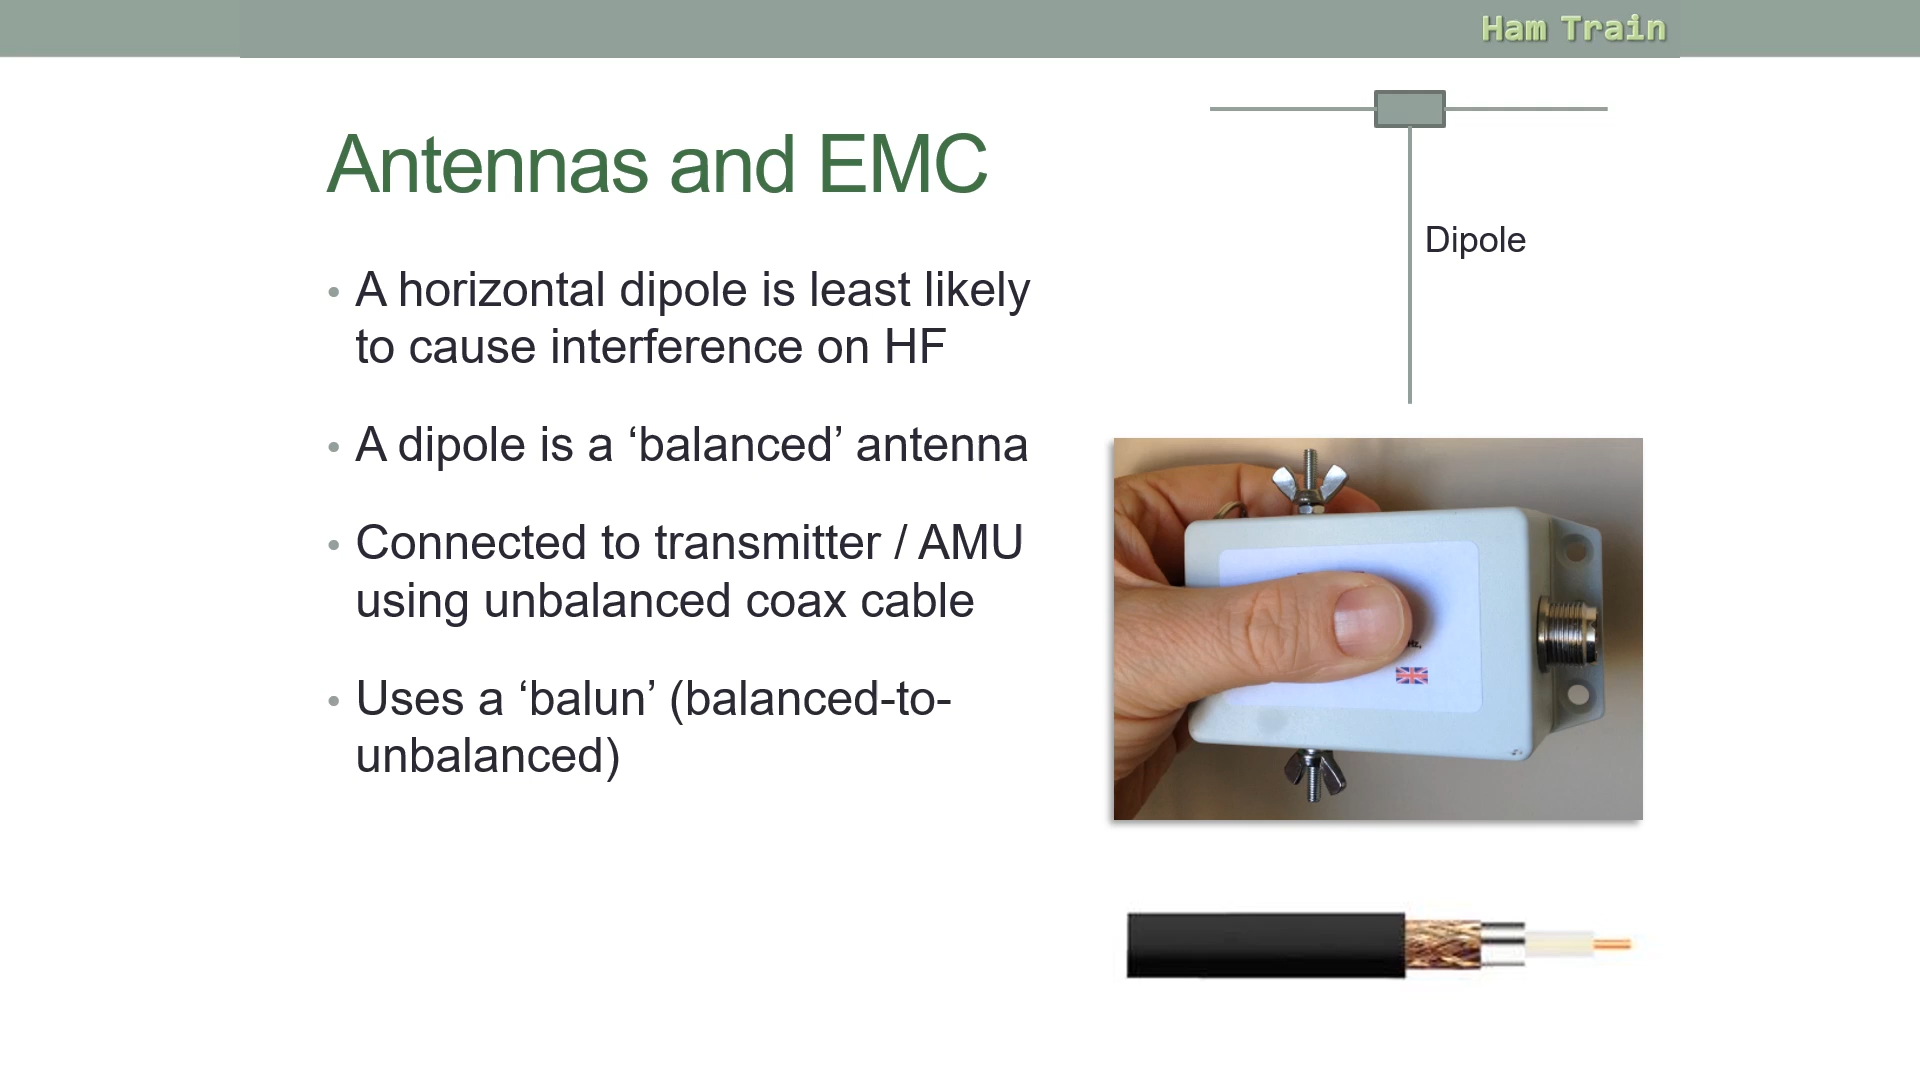 Ham Train
Antennas and EMC
Dipole
• A horizontal dipole is least likely
to cause interference on HF
• A dipole is a ‘balanced’ antenna
• Connected to transmitter / AMU
using unbalanced coax cable
• Uses a ‘balun’ (balanced-to-
unbalanced)